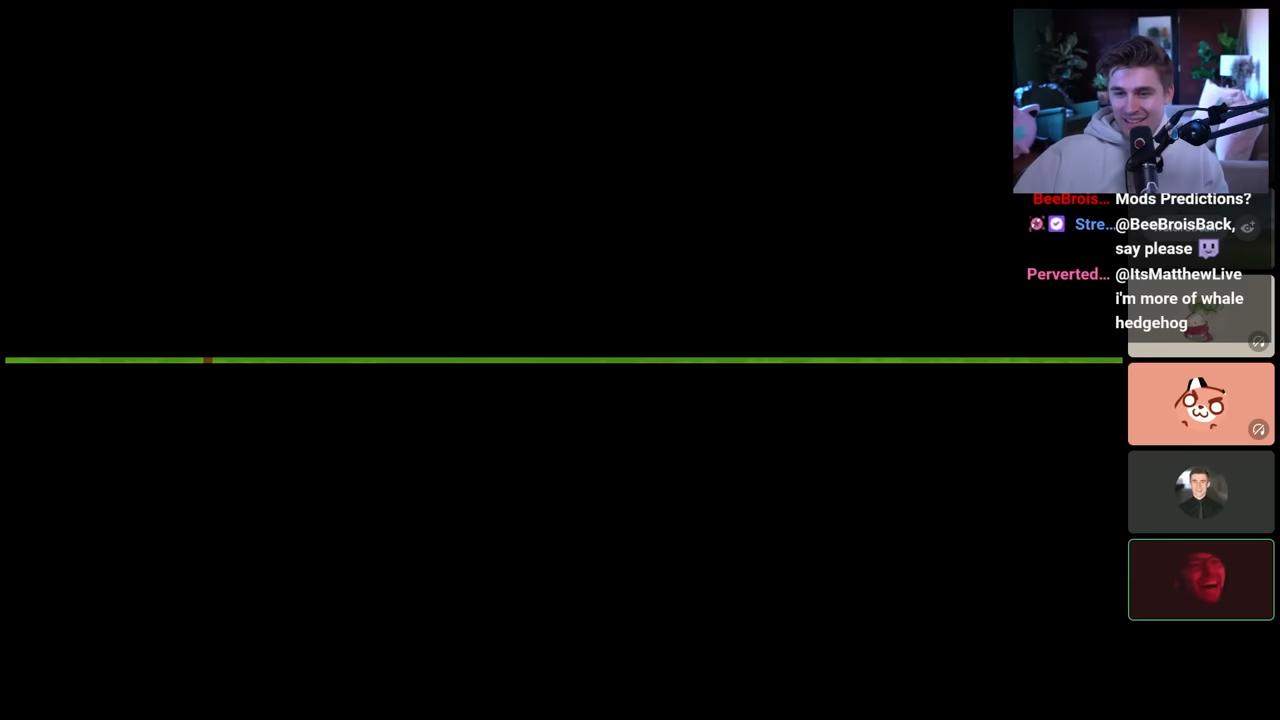 BeeBrois... Mods Predictions?
Stre... @BeeBroisBack,
say please
Perverted... @ItsMatthewLive
i'm more of whale
hedgehog